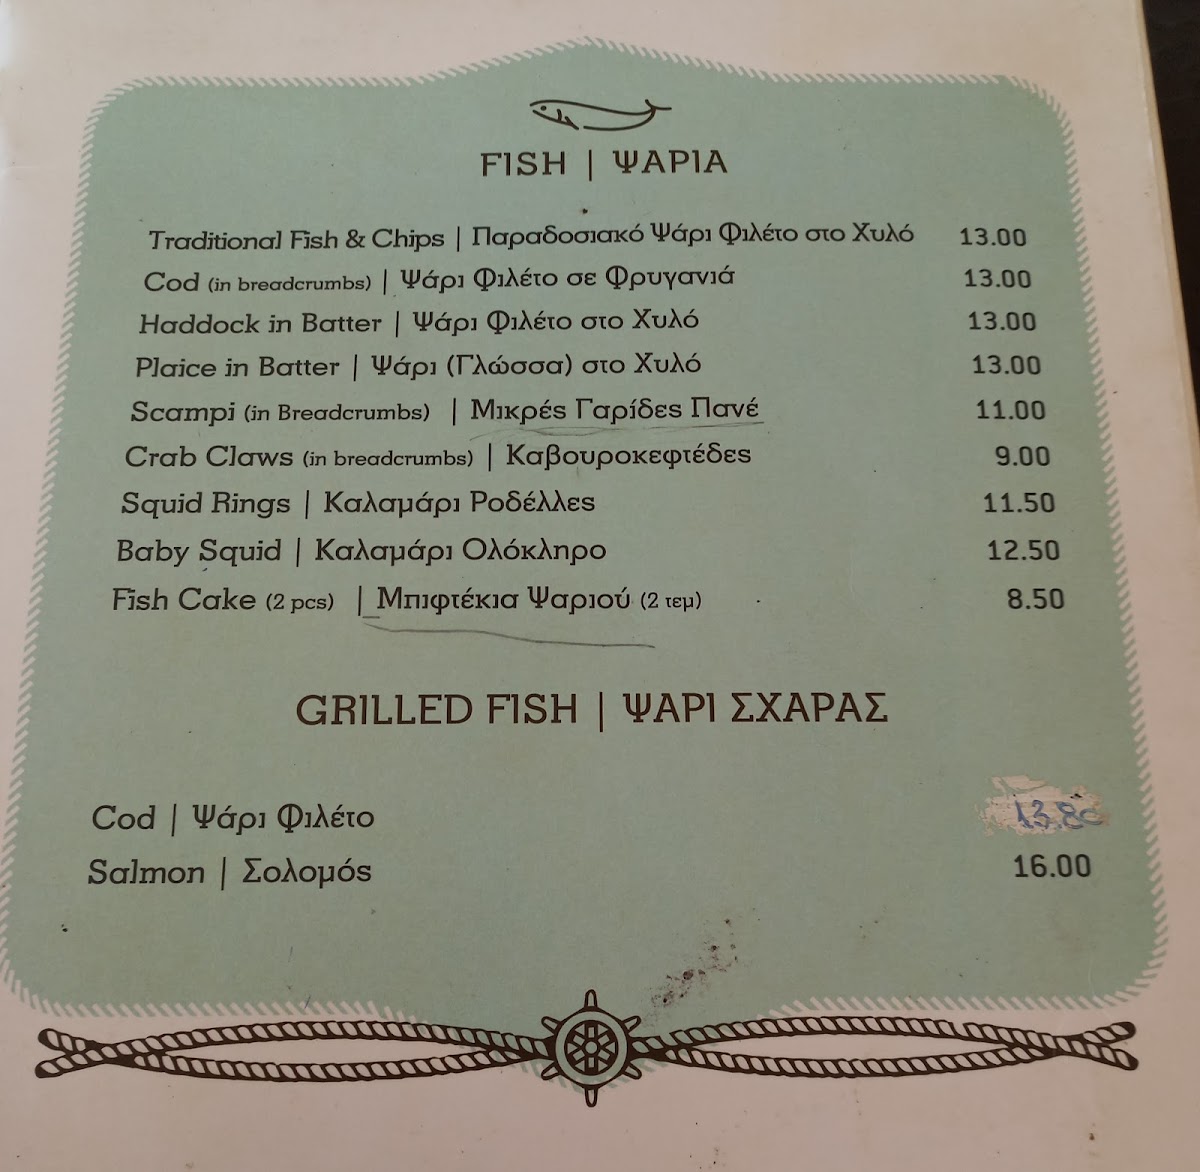 FISH | ΨΑΡΙΑ
Traditional Fish & Chips | Παραδοσιακό Ψάρι Φιλέτο στο Χυλό 13.00
Cod (in breadcrumbs) | Ψάρι Φιλέτο σε Φρυγανιά 13.00
Haddock in Batter | Ψάρι Φιλέτο στο Χυλό 13.00
Plaice in Batter | Ψάρι (Γλώσσα) στο Χυλό 13.00
Scampi (in Breadcrumbs) | Μικρές Γαρίδες Πανέ 11.00
Crab Claws (in breadcrumbs) | Καβουροκεφτέδες 9.00
Squid Rings | Καλαμάρι Ροδέλλες 11.50
Baby Squid | Καλαμάρι Ολόκληρο 12.50
Fish Cake (2 pcs) | Μπιφτέκια Ψαριού (2 τεμ) 8.50
GRILLED FISH | ΨΑΡΙ ΣΧΑΡΑΣ
Cod | Ψάρι Φιλέτο 13.80
Salmon | Σολομός 16.00